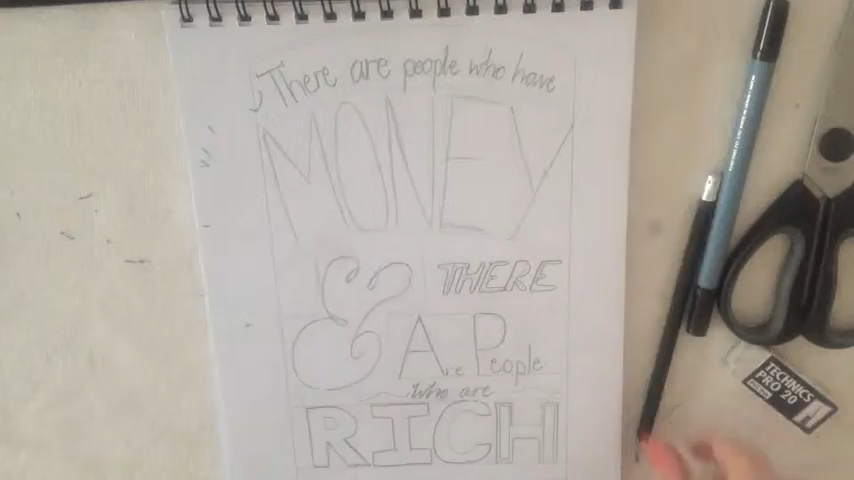 There are people who have
MONEY
& THERE
Are People
Who are
RICH
TECHNICS
PRO 20